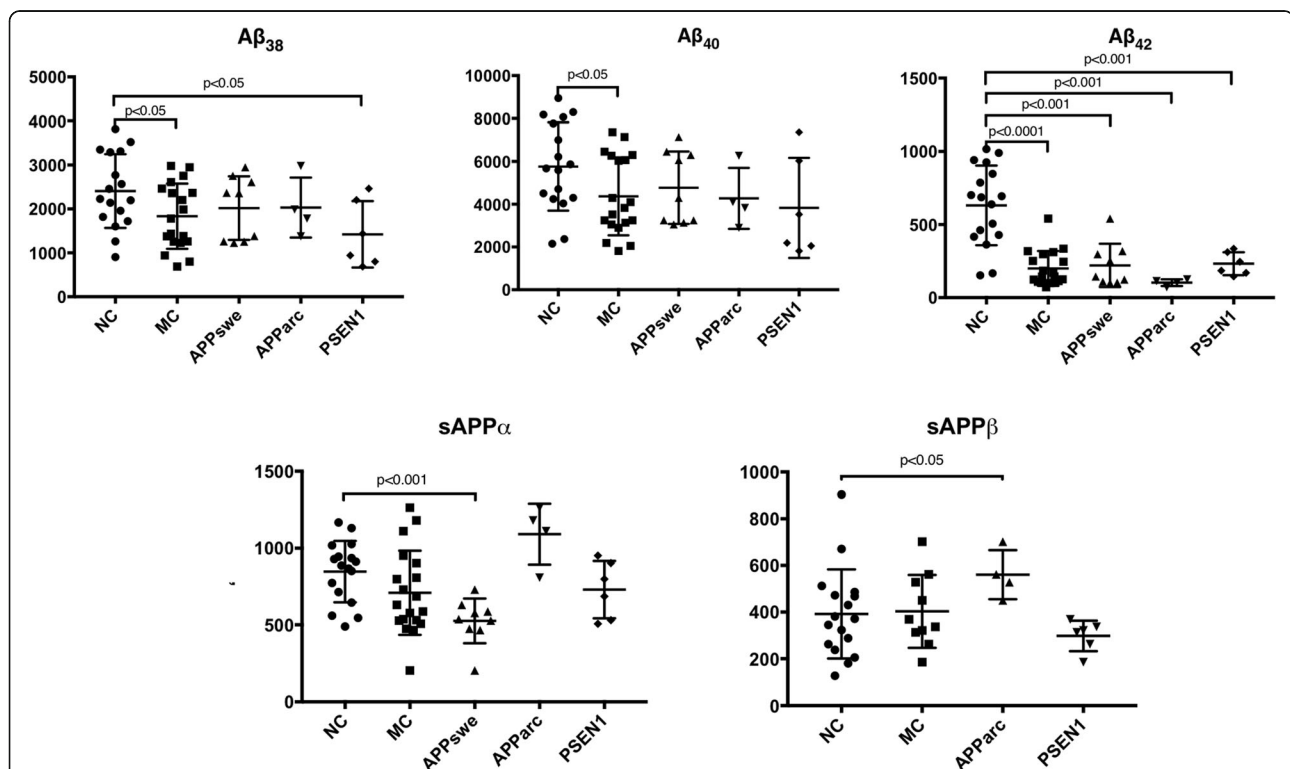 Aβ38
p<0.05
p<0.05
5000
4000
3000
2000
1000
0
NC
MC
APPswe
APParc
PSEN1
Aβ40
p<0.05
10000
8000
6000
4000
2000
0
NC
MC
APPswe
APParc
PSEN1
Aβ42
p<0.001
p<0.001
p<0.001
p<0.0001
1500
1000
500
0
NC
MC
APPswe
APParc
PSEN1
sAPPα
p<0.001
1500
1000
500
0
NC
MC
APPswe
APParc
PSEN1
sAPPβ
p<0.05
1000
800
600
400
200
0
NC
MC
APParc
PSEN1